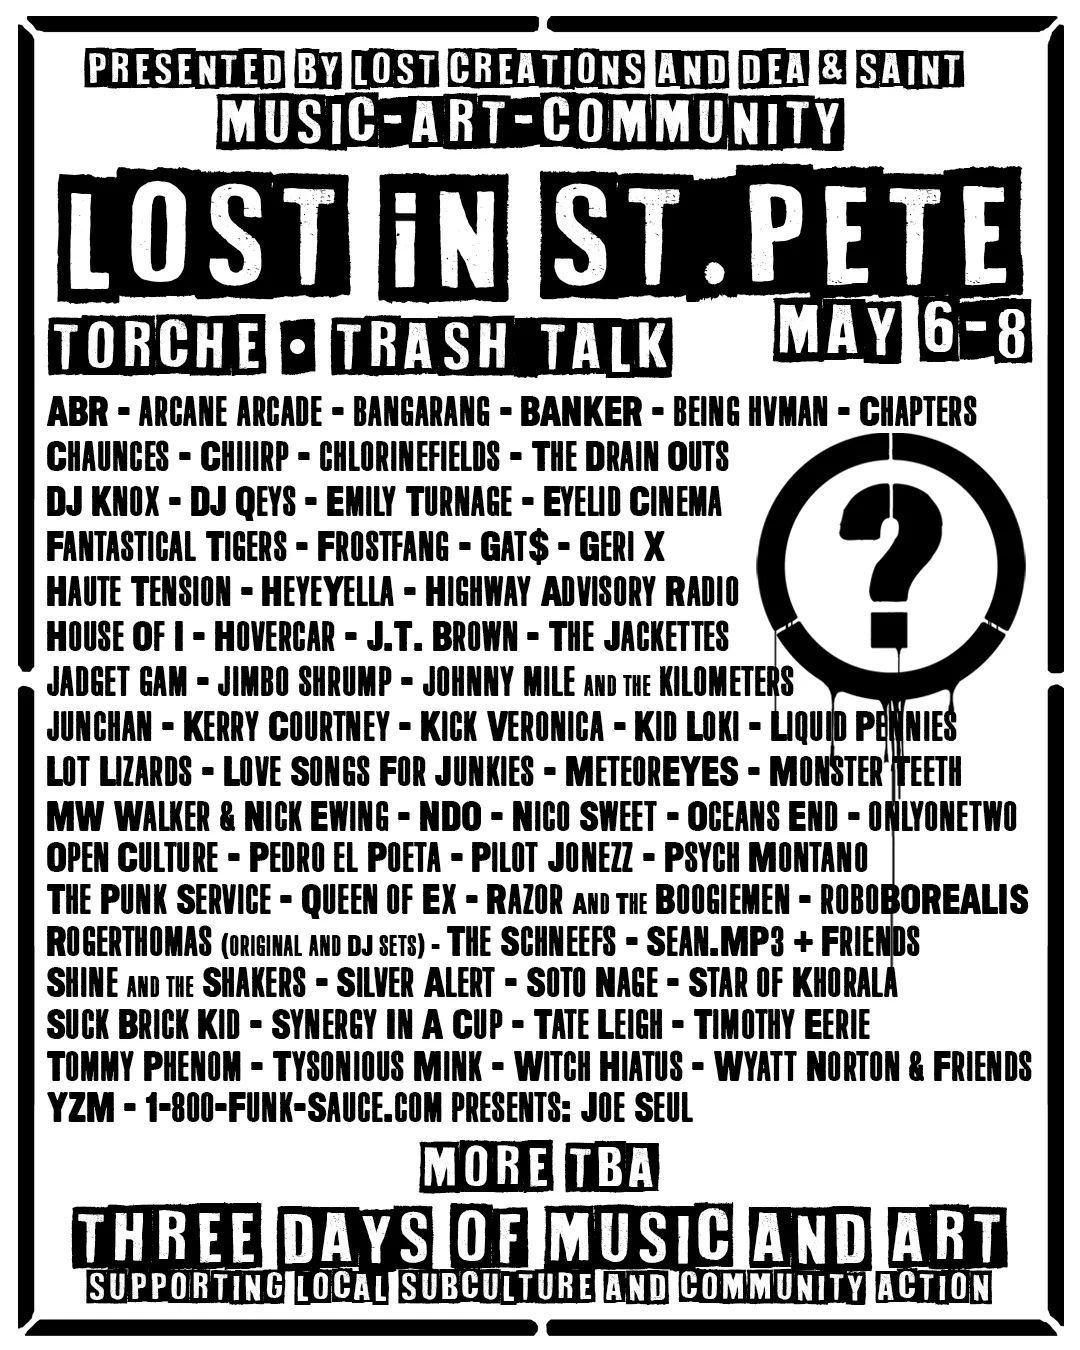 PRESENTED BY LOST CREATIONS AND DEA & SAINT
MUSIC-ART-COMMUNITY
LOST iN ST.PETE
MAY 6-8
TORCHE • TRASH TALK
ABR - ARCANE ARCADE - BANGARANG - BANKER - BEING HVMAN - CHAPTERS
CHAUNCES - CHIIIRP - CHLORINEFIELDS - THE DRAIN OUTS
DJ KNOX - DJ QEYS - EMILY TURNAGE - EYELID CINEMA
FANTASTICAL TIGERS - FROSTFANG - GAT$ - GERI X
HAUTE TENSION - HEYEYELLA - HIGHWAY ADVISORY RADIO
HOUSE OF I - HOVERCAR - J.T. BROWN - THE JACKETTES
JADGET GAM - JIMBO SHRUMP - JOHNNY MILE AND THE KILOMETERS
JUNCHAN - KERRY COURTNEY - KICK VERONICA - KID LOKI - LIQUID PENNIES
LOT LIZARDS - LOVE SONGS FOR JUNKIES - METEOREYES - MONSTER TEETH
MW WALKER & NICK EWING - NDO - NICO SWEET - OCEANS END - ONLYONETWO
OPEN CULTURE - PEDRO EL POETA - PILOT JONEZZ - PSYCH MONTANO
THE PUNK SERVICE - QUEEN OF EX - RAZOR AND THE BOOGIEMEN - ROBOBOREALIS
ROGERTHOMAS (ORIGINAL AND DJ SETS) - THE SCHNEEFS - SEAN.MP3 + FRIENDS
SHINE AND THE SHAKERS - SILVER ALERT - SOTO NAGE - STAR OF KHORALA
SUCK BRICK KID - SYNERGY IN A CUP - TATE LEIGH - TIMOTHY EERIE
TOMMY PHENOM - TYSONIOUS MINK - WITCH HIATUS - WYATT NORTON & FRIENDS
YZM - 1-800-FUNK-SAUCE.COM PRESENTS: JOE SEUL
?
MORE TBA
THREE DAYS OF MUSIC AND ART
SUPPORTING LOCAL SUBCULTURE AND COMMUNITY ACTION